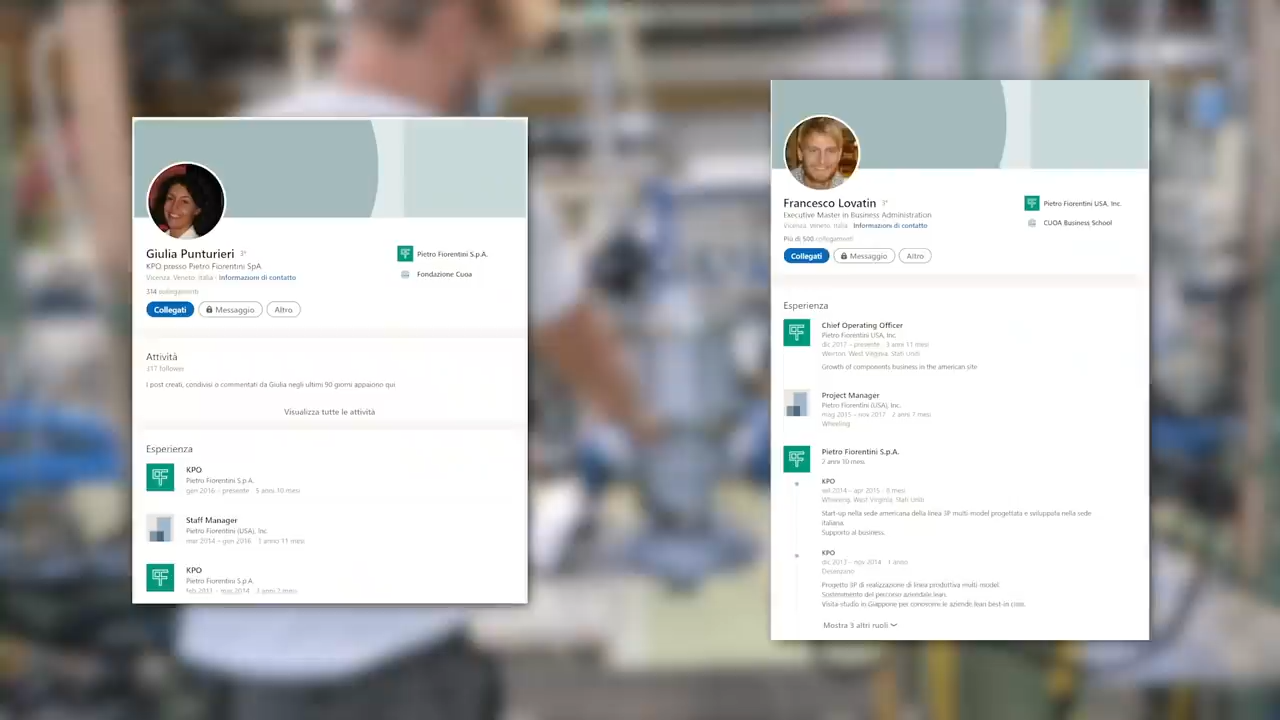 Giulia Punturieri 3°
KPO presso Pietro Fiorentini SpA
Vicenza, Veneto, Italia · Informazioni di contatto
314 collegamenti
Collegati
Messaggio
Altro
Pietro Fiorentini S.p.A.
Fondazione Cuoa
Attività
317 follower
I post creati, condivisi o commentati da Giulia negli ultimi 90 giorni appaiono qui
Visualizza tutte le attività
Esperienza
KPO
Pietro Fiorentini S.p.A.
gen 2016 – presente · 5 anni 10 mesi
Staff Manager
Pietro Fiorentini (USA), Inc.
mar 2014 – gen 2016 · 1 anno 11 mesi
KPO
Pietro Fiorentini S.p.A.
feb 2011 – mar 2014 · 3 anni 2 mesi
Francesco Lovatin 3°
Executive Master in Business Administration
Vicenza, Veneto, Italia · Informazioni di contatto
Più di 500 collegamenti
Collegati
Messaggio
Altro
Pietro Fiorentini USA, Inc.
CUOA Business School
Esperienza
Chief Operating Officer
Pietro Fiorentini USA, Inc.
dic 2017 – presente · 3 anni 11 mesi
Weirton, West Virginia, Stati Uniti
Growth of components business in the american site
Project Manager
Pietro Fiorentini (USA), Inc.
mag 2015 – nov 2017 · 2 anni 7 mesi
Wheeling
Pietro Fiorentini S.p.A.
2 anni 10 mesi
KPO
set 2014 – apr 2015 · 8 mesi
Wheeling, West Virginia, Stati Uniti
Start-up nella sede americana della linea 3P multi-model progettata e sviluppata nella sede
italiana.
Supporto al business.
KPO
dic 2013 – nov 2014 · 1 anno
Desenzano
Progetto 3P di realizzazione di linea produttiva multi model.
Sostenimento del percorso aziendale lean.
Visita studio in Giappone per conoscere le aziende lean best-in class.
Mostra 3 altri ruoli